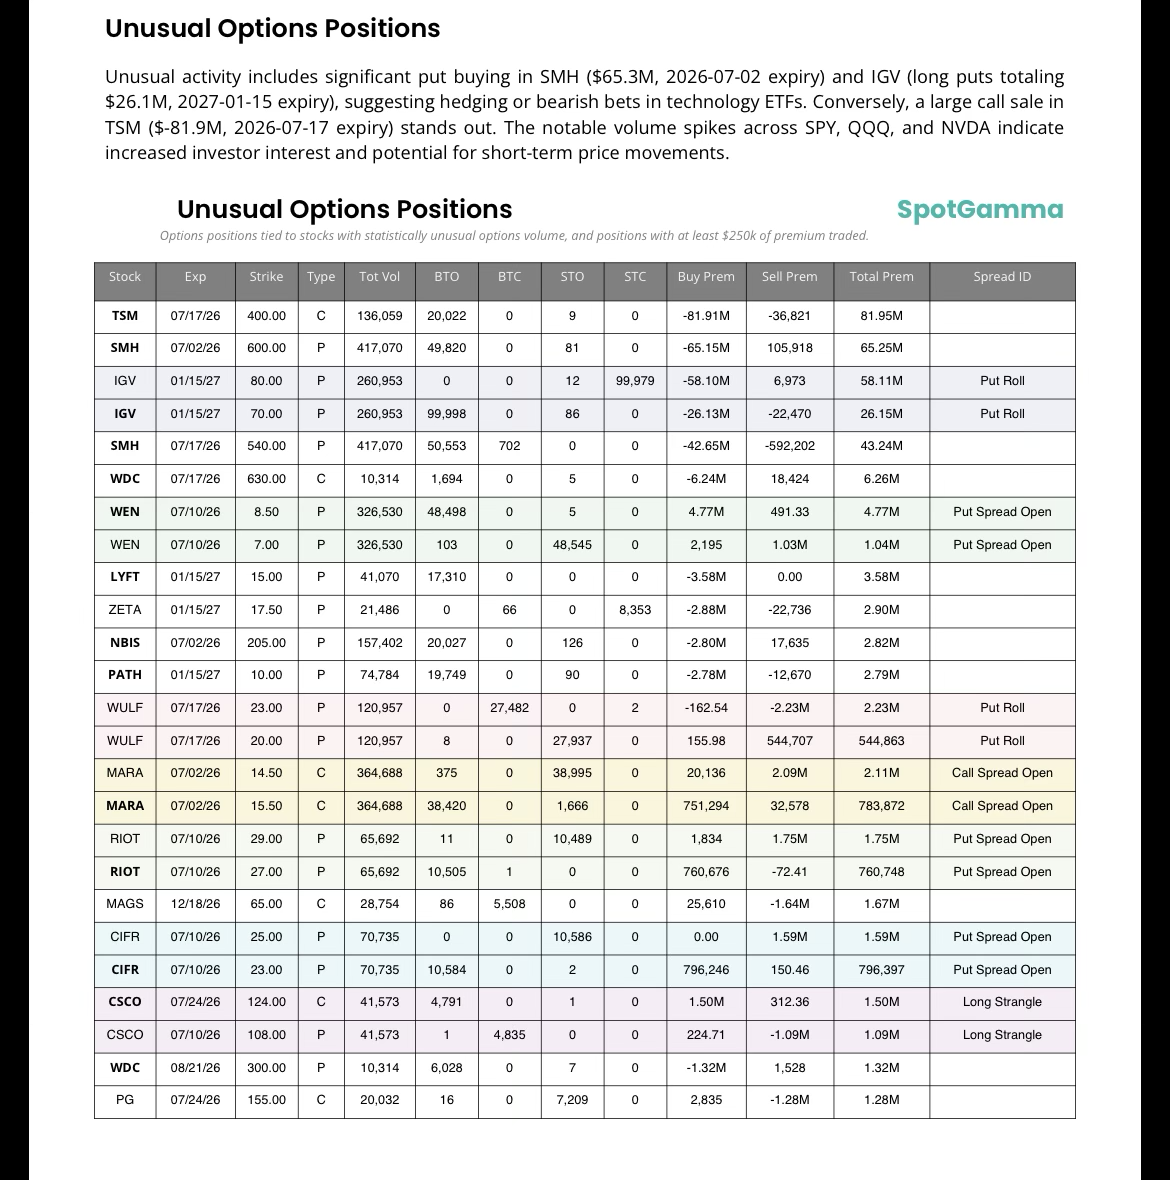 Unusual Options Positions
Unusual activity includes significant put buying in SMH ($65.3M, 2026-07-02 expiry) and IGV (long puts totaling
$26.1M, 2027-01-15 expiry), suggesting hedging or bearish bets in technology ETFs. Conversely, a large call sale in
TSM ($-81.9M, 2026-07-17 expiry) stands out. The notable volume spikes across SPY, QQQ, and NVDA indicate
increased investor interest and potential for short-term price movements.
Unusual Options Positions SpotGamma
Options positions tied to stocks with statistically unusual options volume, and positions with at least $250k of premium traded.
Stock Exp Strike Type Tot Vol BTO BTC STO STC Buy Prem Sell Prem Total Prem Spread ID
TSM 07/17/26 400.00 C 136,059 20,022 0 9 0 -81.91M -36,821 81.95M
SMH 07/02/26 600.00 P 417,070 49,820 0 81 0 -65.15M 105,918 65.25M
IGV 01/15/27 80.00 P 260,953 0 0 12 99,979 -58.10M 6,973 58.11M Put Roll
IGV 01/15/27 70.00 P 260,953 99,998 0 86 0 -26.13M -22,470 26.15M Put Roll
SMH 07/17/26 540.00 P 417,070 50,553 702 0 0 -42.65M -592,202 43.24M
WDC 07/17/26 630.00 C 10,314 1,694 0 5 0 -6.24M 18,424 6.26M
WEN 07/10/26 8.50 P 326,530 48,498 0 5 0 4.77M 491.33 4.77M Put Spread Open
WEN 07/10/26 7.00 P 326,530 103 0 48,545 0 2,195 1.03M 1.04M Put Spread Open
LYFT 01/15/27 15.00 P 41,070 17,310 0 0 0 -3.58M 0.00 3.58M
ZETA 01/15/27 17.50 P 21,486 0 66 0 8,353 -2.88M -22,736 2.90M
NBIS 07/02/26 205.00 P 157,402 20,027 0 126 0 -2.80M 17,635 2.82M
PATH 01/15/27 10.00 P 74,784 19,749 0 90 0 -2.78M -12,670 2.79M
WULF 07/17/26 23.00 P 120,957 0 27,482 0 2 -162.54 -2.23M 2.23M Put Roll
WULF 07/17/26 20.00 P 120,957 8 0 27,937 0 155.98 544,707 544,863 Put Roll
MARA 07/02/26 14.50 C 364,688 375 0 38,995 0 20,136 2.09M 2.11M Call Spread Open
MARA 07/02/26 15.50 C 364,688 38,420 0 1,666 0 751,294 32,578 783,872 Call Spread Open
RIOT 07/10/26 29.00 P 65,692 11 0 10,489 0 1,834 1.75M 1.75M Put Spread Open
RIOT 07/10/26 27.00 P 65,692 10,505 1 0 0 760,676 -72.41 760,748 Put Spread Open
MAGS 12/18/26 65.00 C 28,754 86 5,508 0 0 25,610 -1.64M 1.67M
CIFR 07/10/26 25.00 P 70,735 0 0 10,586 0 0.00 1.59M 1.59M Put Spread Open
CIFR 07/10/26 23.00 P 70,735 10,584 0 2 0 796,246 150.46 796,397 Put Spread Open
CSCO 07/24/26 124.00 C 41,573 4,791 0 1 0 1.50M 312.36 1.50M Long Strangle
CSCO 07/10/26 108.00 P 41,573 1 4,835 0 0 224.71 -1.09M 1.09M Long Strangle
WDC 08/21/26 300.00 P 10,314 6,028 0 7 0 -1.32M 1,528 1.32M
PG 07/24/26 155.00 C 20,032 16 0 7,209 0 2,835 -1.28M 1.28M